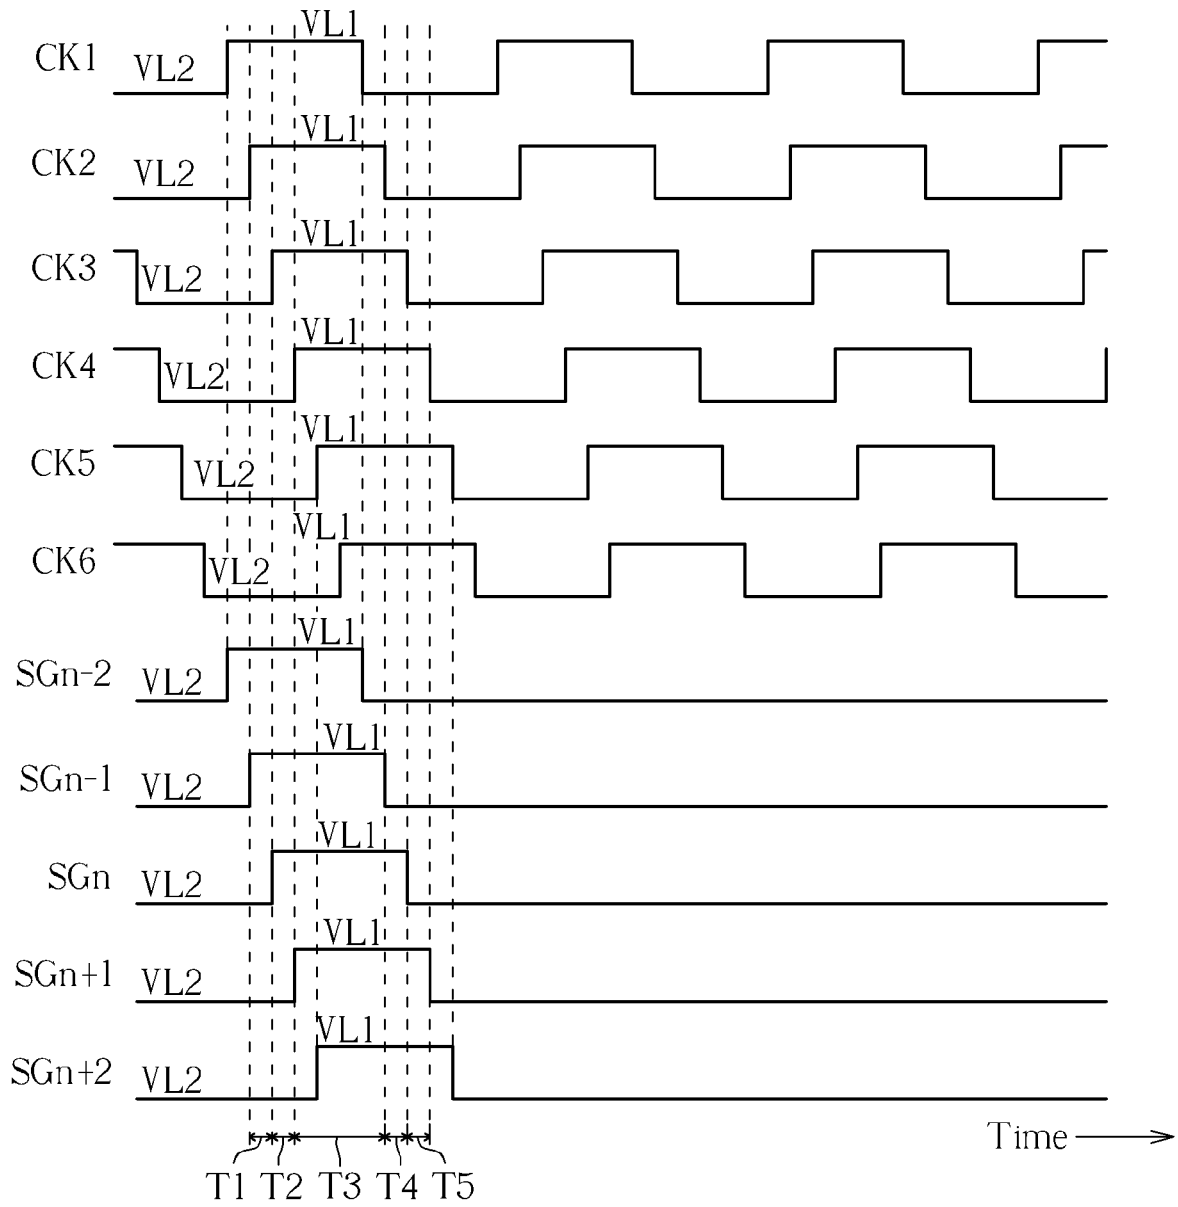 VL1
CK1 VL2
VL1
CK2 VL2
VL1
CK3 VL2
VL1
CK4 VL2
VL1
CK5 VL2
VL1
CK6 VL2
VL1
SGn-2 VL2
VL1
SGn-1 VL2
VL1
SGn VL2
VL1
SGn+1 VL2
VL1
SGn+2 VL2
Time
T1 T2 T3 T4 T5